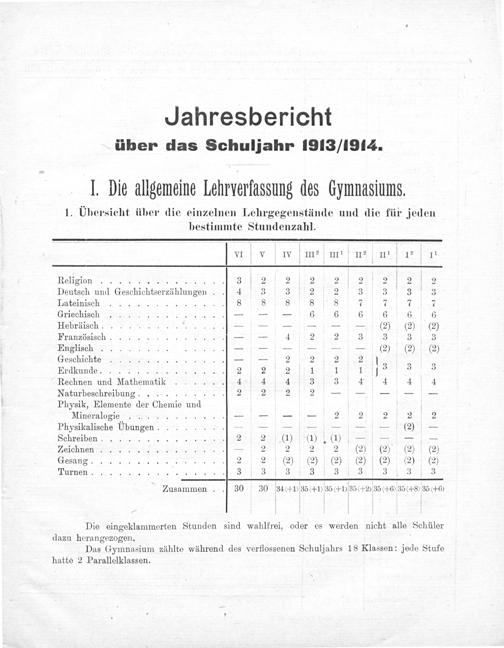 Jahresbericht
über das Schuljahr 1913/1914.
I. Die allgemeine Lehrverfassung des Gymnasiums.
1. Übersicht über die einzelnen Lehrgegenstände und die für jeden
bestimmte Stundenzahl.
VI V IV III² III¹ II² II¹ I² I¹
Religion . . . 3 2 2 2 2 2 2 2 2
Deutsch und Geschichtserzählungen . . 4 3 3 2 2 3 3 3 3
Lateinisch . . . 8 8 8 8 8 7 7 7 7
Griechisch . . . — — — 6 6 6 6 6 6
Hebräisch . . . — — — — — — (2) (2) (2)
Französisch . . . — — 4 2 2 3 3 3 3
Englisch . . . — — — — — — (2) (2) (2)
Geschichte . . . — — 2 2 2 2 } 3 3 3
Erdkunde . . . 2 2 2 1 1 1
Rechnen und Mathematik . . . 4 4 4 3 3 4 4 4 4
Naturbeschreibung . . . 2 2 2 2 — — — — —
Physik, Elemente der Chemie und
Mineralogie . . . — — — — 2 2 2 2 2
Physikalische Übungen . . . — — — — — — — (2) —
Schreiben . . . 2 2 (1) (1) (1) — — — —
Zeichnen . . . — 2 2 2 2 (2) (2) (2) (2)
Gesang . . . 2 2 (2) (2) (2) (2) (2) (2) (2)
Turnen . . . 3 3 3 3 3 3 3 3 3
Zusammen . . 30 30 34(+1) 35(+1) 35(+1) 35(+2) 35(+6) 35(+8) 35(+6)
Die eingeklammerten Stunden sind wahlfrei, oder es werden nicht alle Schüler
dazu herangezogen.
Das Gymnasium zählte während des verflossenen Schuljahrs 18 Klassen: jede Stufe
hatte 2 Parallelklassen.